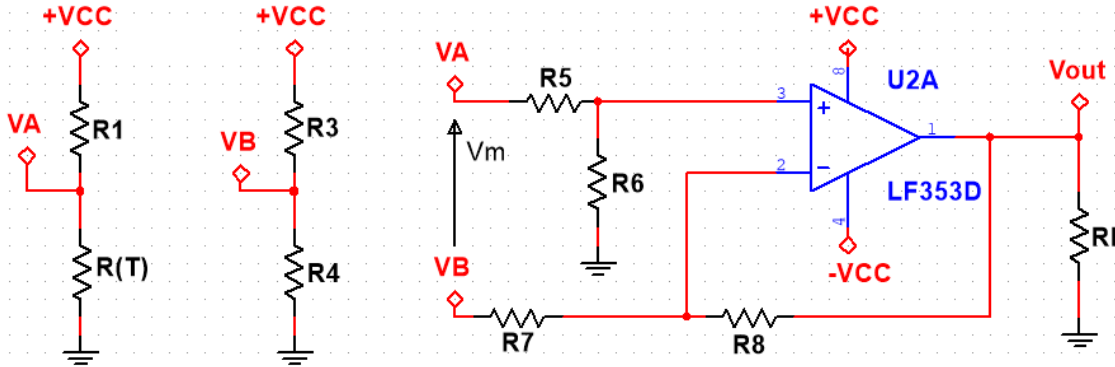 +VCC
+VCC
+VCC
VA
R5
8
U2A
Vout
VA
R1
VB
R3
Vm
3
+
1
2
−
R6
LF353D
R(T)
R4
VB
4
-VCC
R7
R8